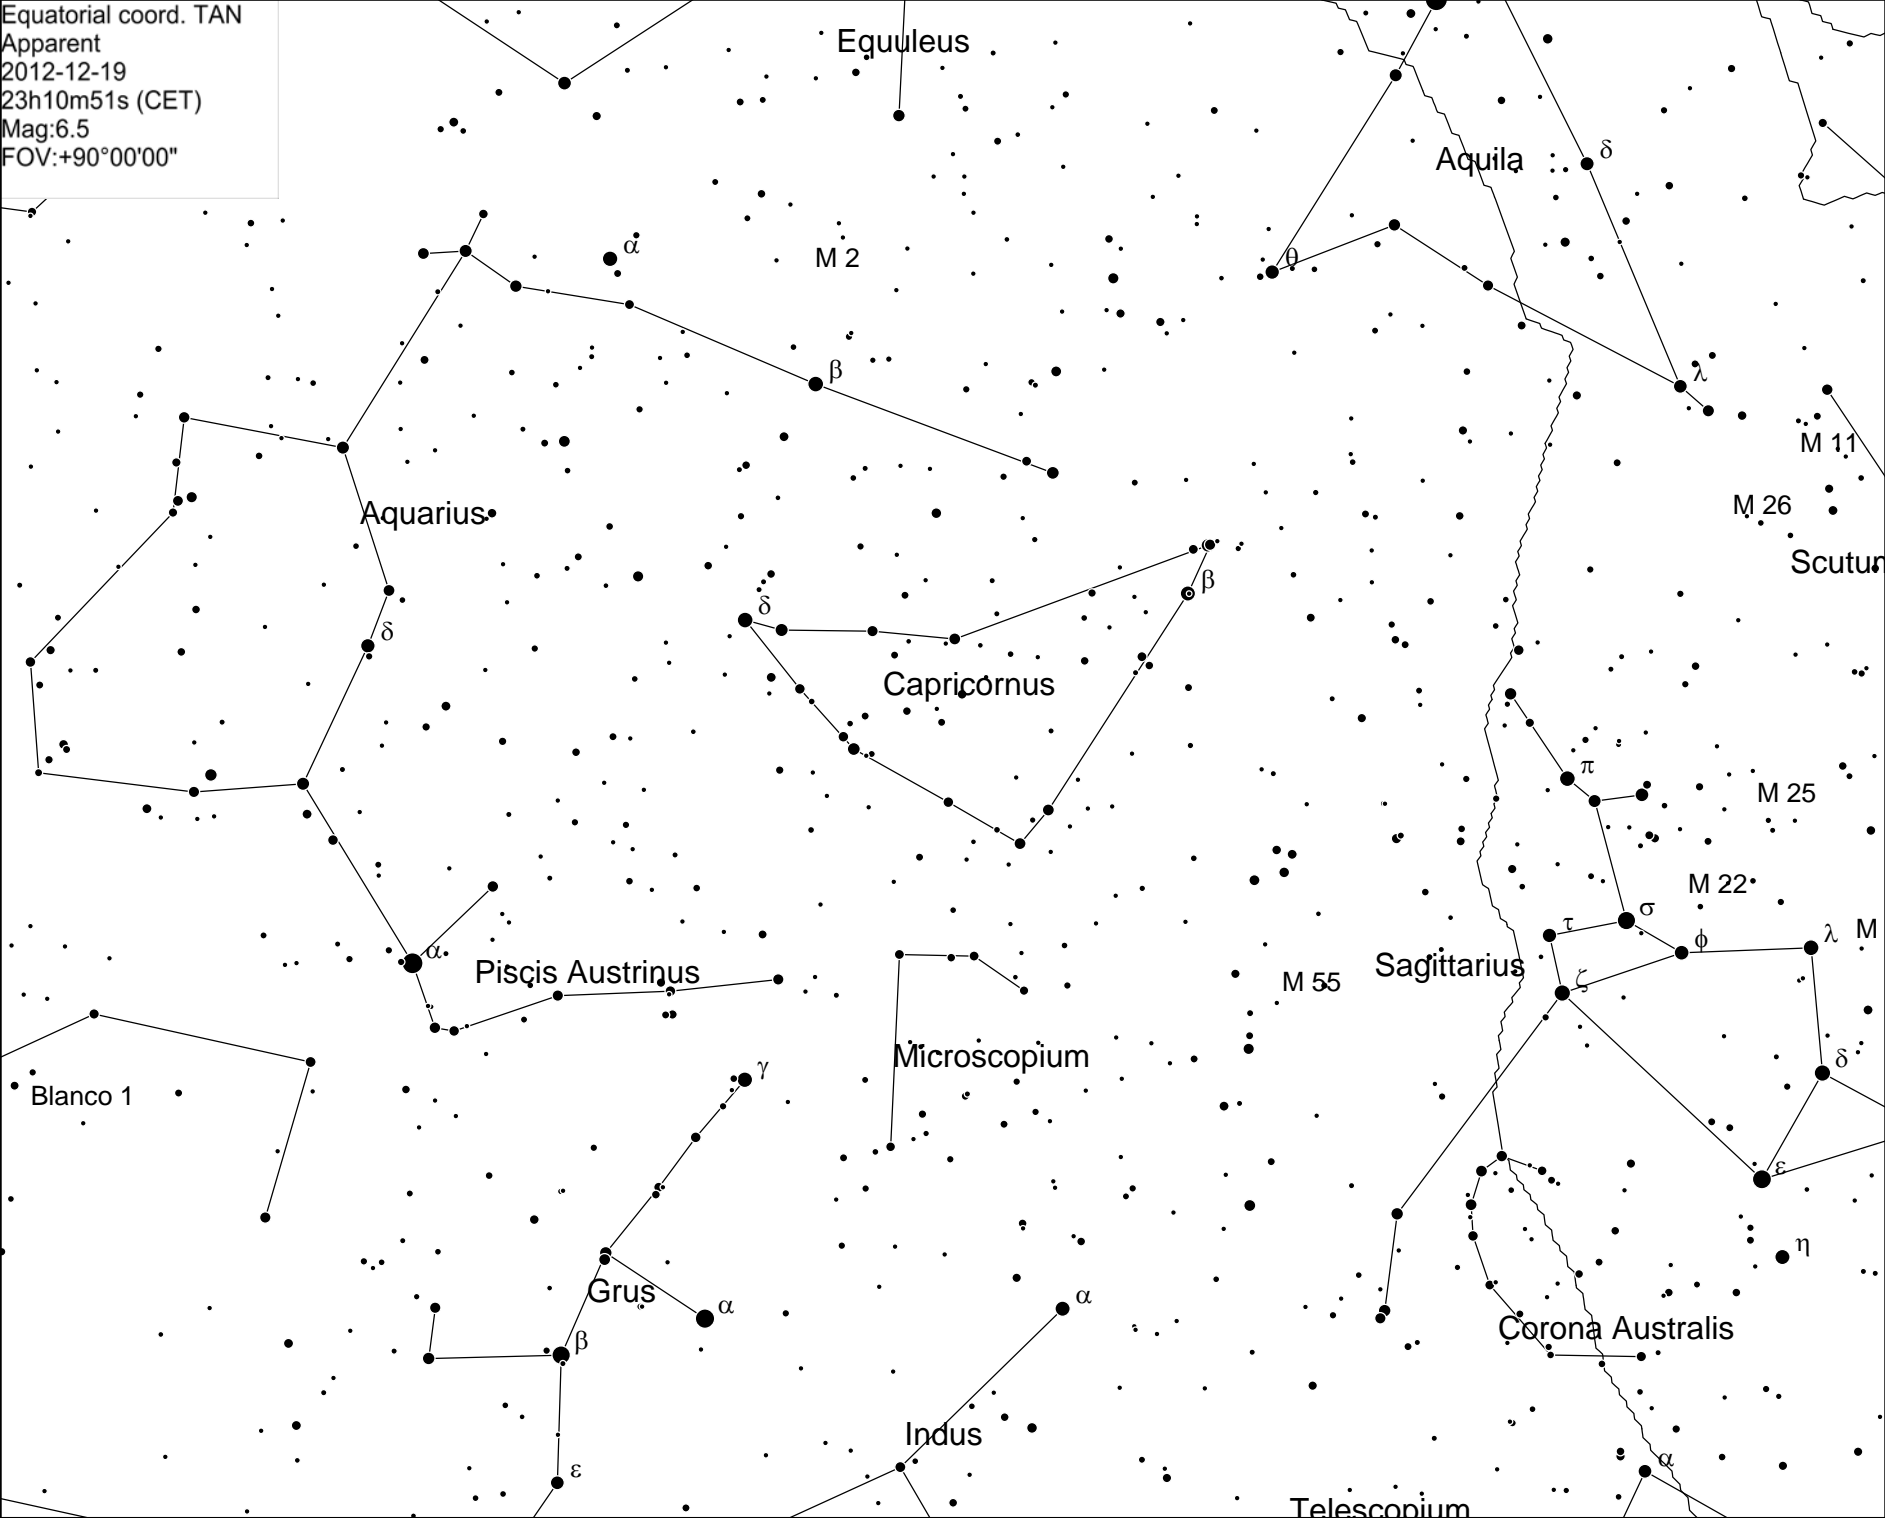 Equatorial coord. TAN
Apparent
2012-12-19
23h10m51s (CET)
Mag:6.5
FOV:+90°00'00"
Equuleus
Aquila
δ
α
M 2
θ
β
λ
M 11
M 26
Aquarius
Scutum
β
δ
δ
Capricornus
π
M 25
M 22
σ
τ
φ
λ
M
α
Piscis Austrinus
Sagittarius
M 55
ζ
Microscopium
γ
δ
Blanco 1
ε
η
Grus
α
α
Corona Australis
β
Indus
α
ε
Telescopium